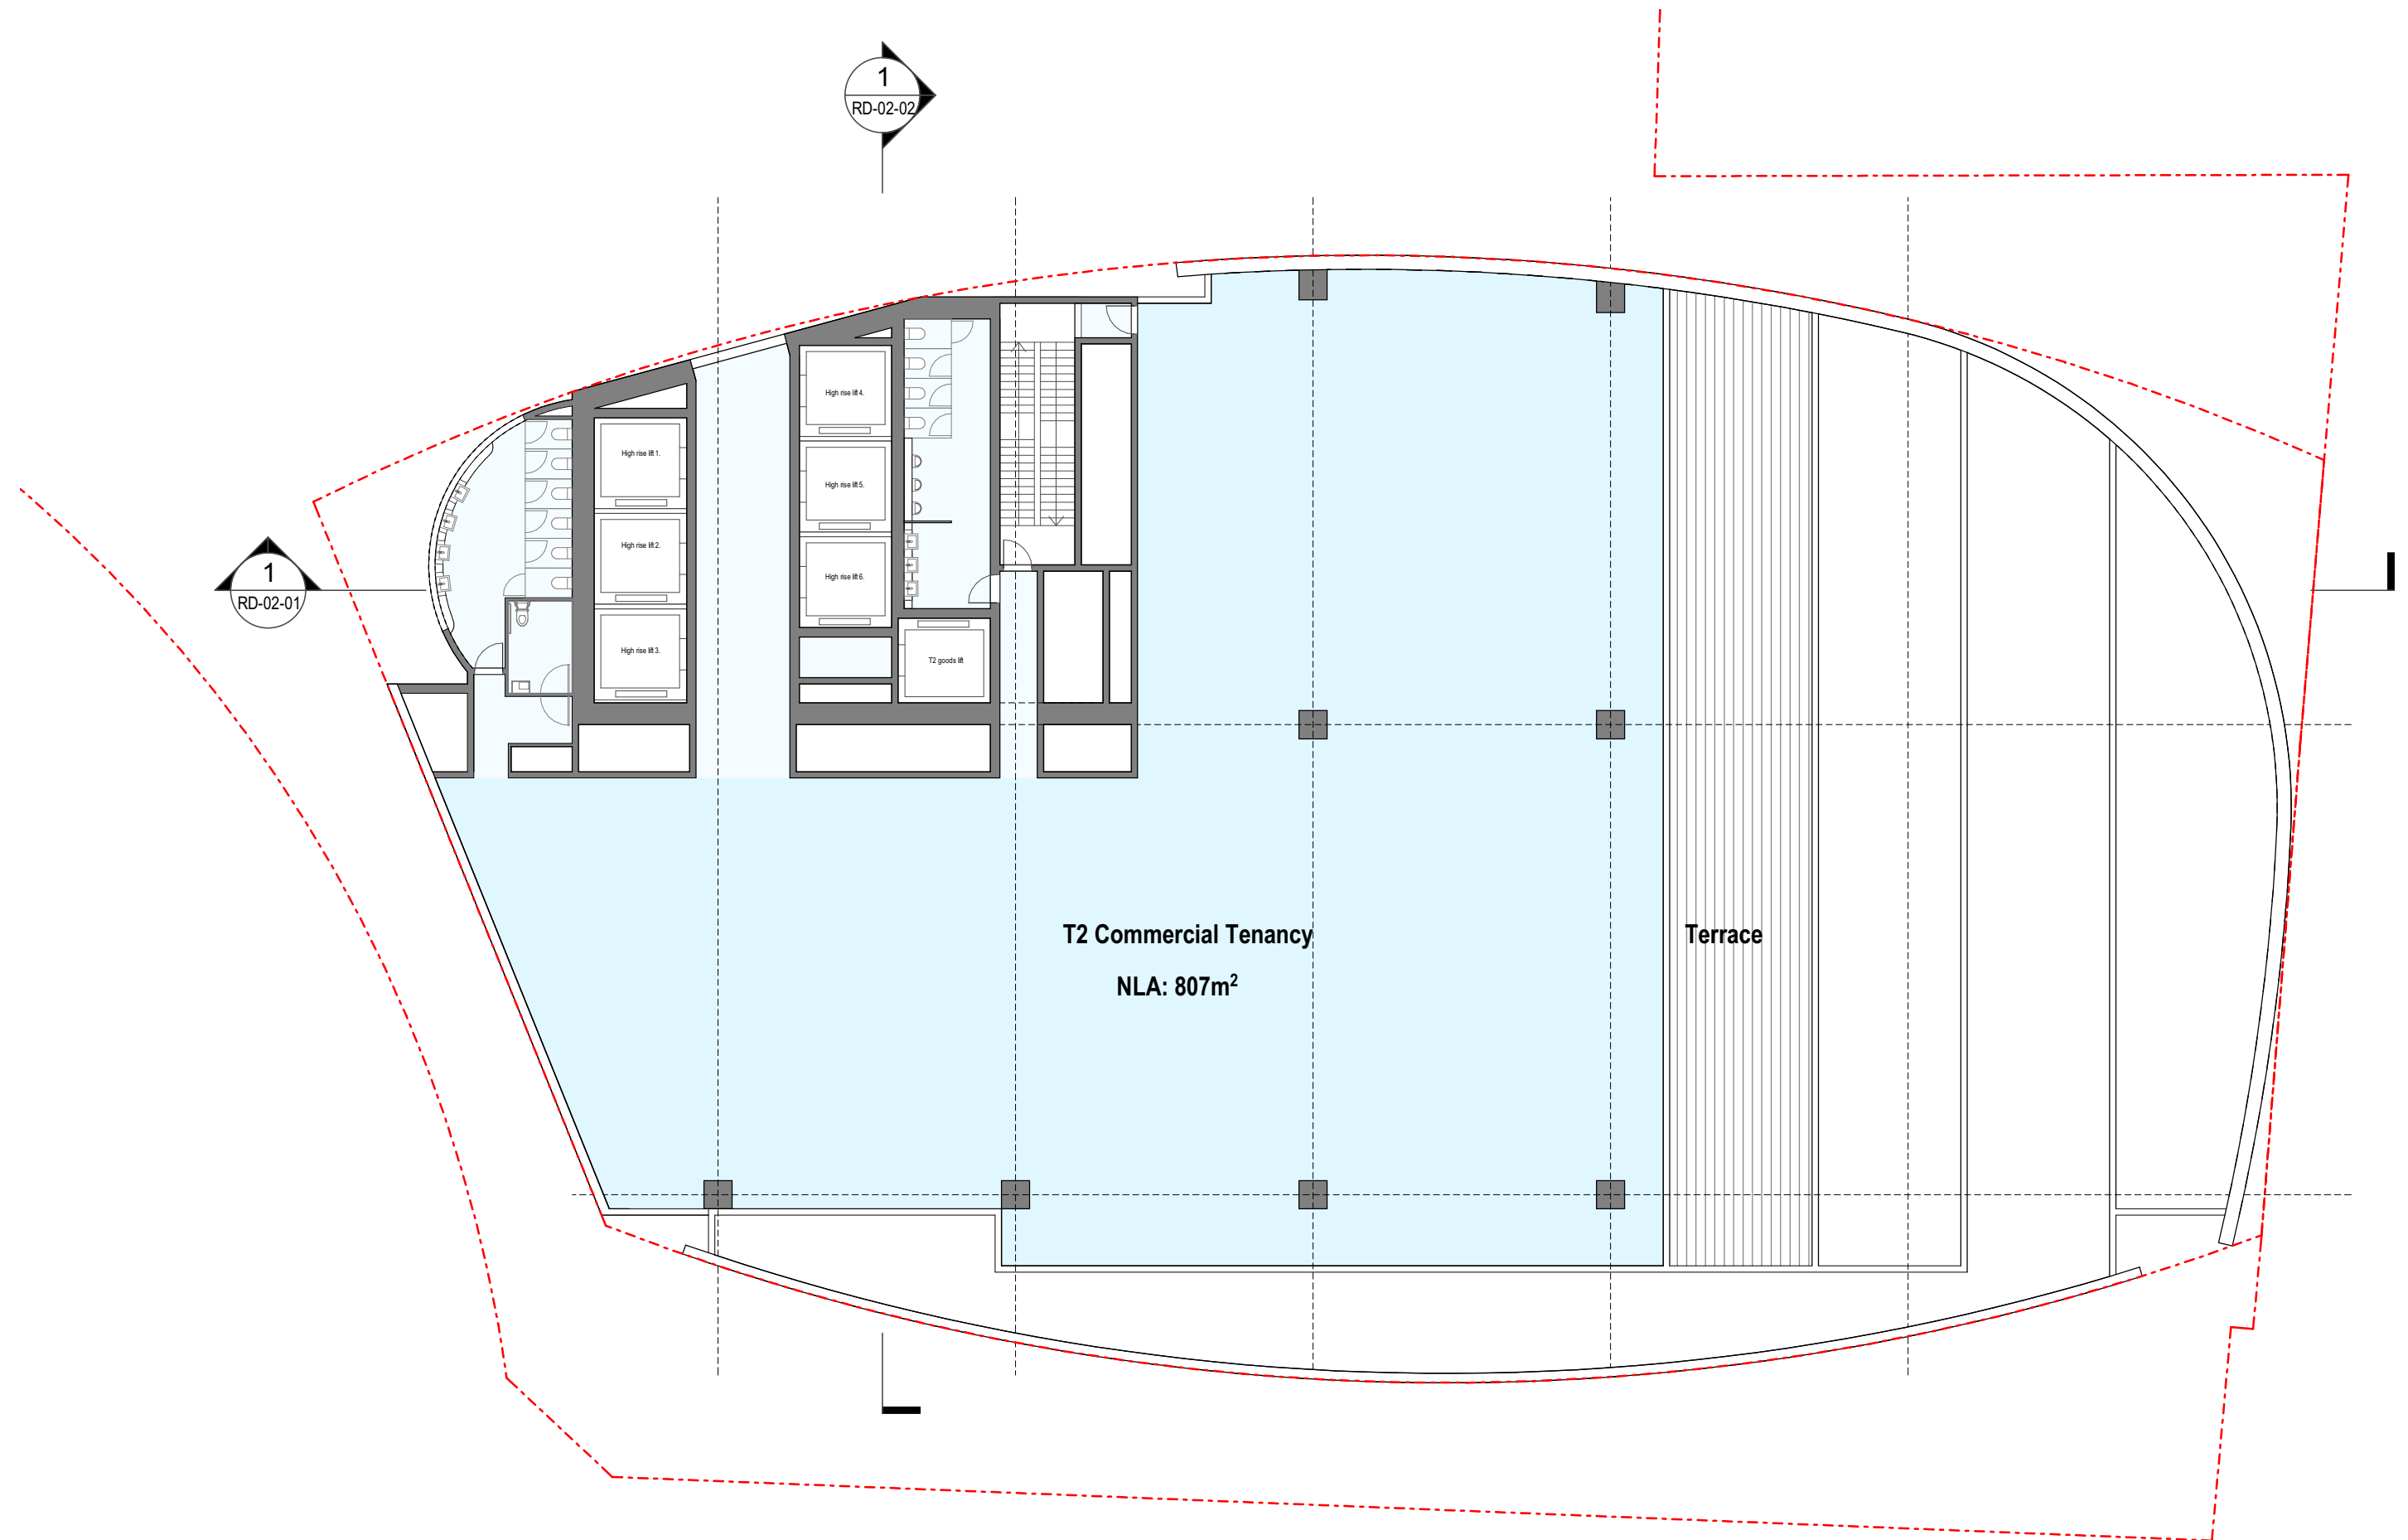 1
RD-02-02
High rise lift 4.
High rise lift 1.
High rise lift 5.
High rise lift 2.
High rise lift 6.
1
RD-02-01
High rise lift 3.
T2 goods lift
T2 Commercial Tenancy
Terrace
NLA: 807m²